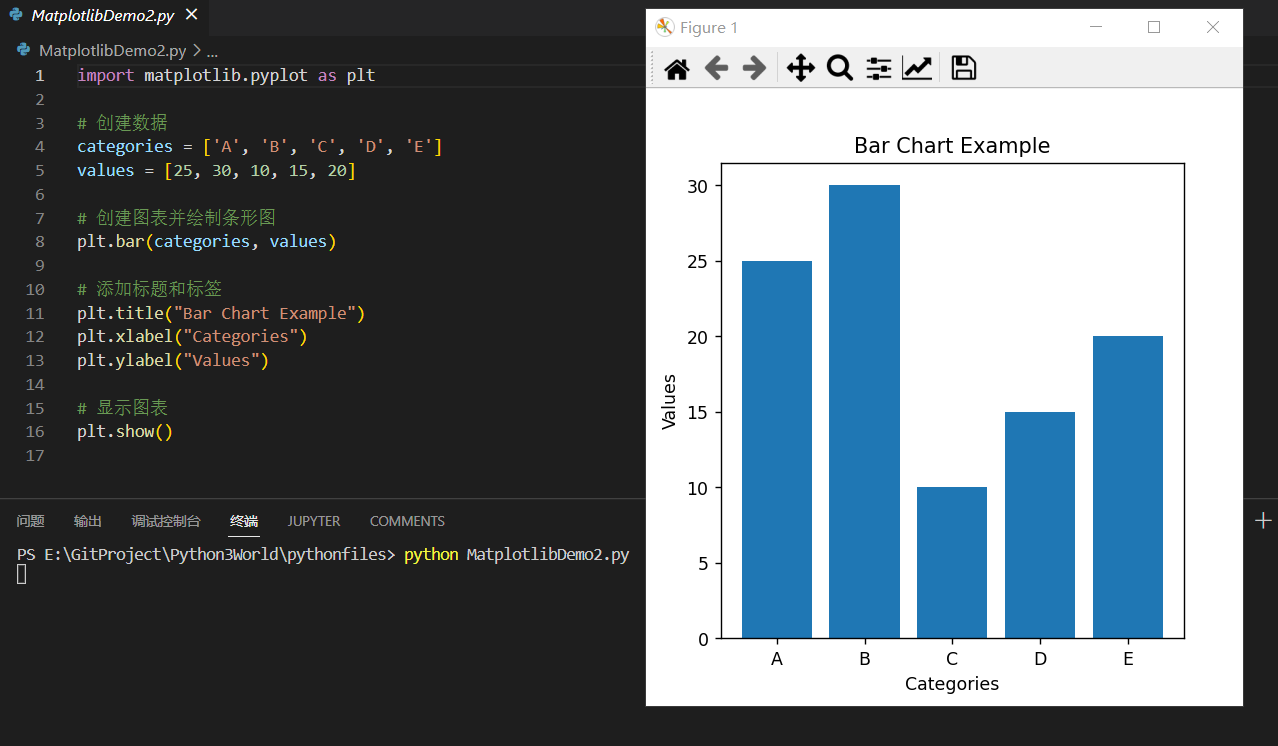 MatplotlibDemo2.py
MatplotlibDemo2.py > ...
1 import matplotlib.pyplot as plt
2
3 # 创建数据
4 categories = ['A', 'B', 'C', 'D', 'E']
5 values = [25, 30, 10, 15, 20]
6
7 # 创建图表并绘制条形图
8 plt.bar(categories, values)
9
10 # 添加标题和标签
11 plt.title("Bar Chart Example")
12 plt.xlabel("Categories")
13 plt.ylabel("Values")
14
15 # 显示图表
16 plt.show()
17
问题 输出 调试控制台 终端 JUPYTER COMMENTS
PS E:\GitProject\Python3World\pythonfiles> python MatplotlibDemo2.py
Figure 1
Bar Chart Example
Values
30
25
20
15
10
5
0
A B C D E
Categories